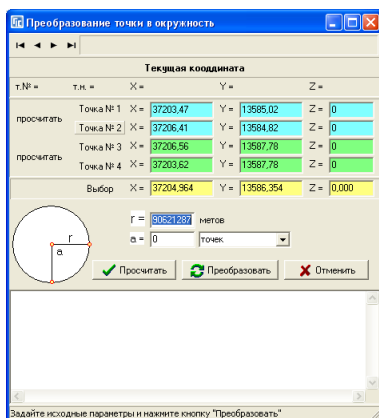 Преобразование точки в окружность
Текущая коордмната
т.№ = т.н. = X = Y = Z =
просчитать
Точка № 1 X = 37203,47 Y = 13585,02 Z = 0
Точка № 2 X = 37206,41 Y = 13584,82 Z = 0
просчитать
Точка № 3 X = 37206,56 Y = 13587,78 Z = 0
Точка № 4 X = 37203,62 Y = 13587,78 Z = 0
Выбор X = 37204,964 Y = 13586,354 Z = 0,000
r
a
r = 90621287 метов
a = 0 точек
Просчитать Преобразовать Отменить
Задайте исходные параметры и нажмите кнопку "Преобразовать"